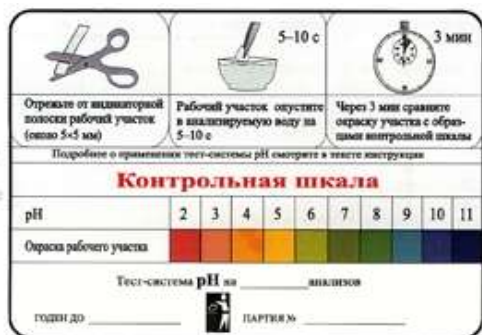 5–10 с
3 мин
Отрежьте от индикаторной
полоски рабочий участок
(около 5×5 мм)
Рабочий участок опустите
в анализируемую воду на
5–10 с
Через 3 мин сравните
окраску участка с образ-
цами контрольной шкалы
Подробнее о применении тест-системы pH смотрите в тексте инструкции
Контрольная шкала
pH 2 3 4 5 6 7 8 9 10 11
Окраска рабочего участка
Тест-система pH на ________ анализов
ГОДЕН ДО ________ ПАРТИЯ № ________